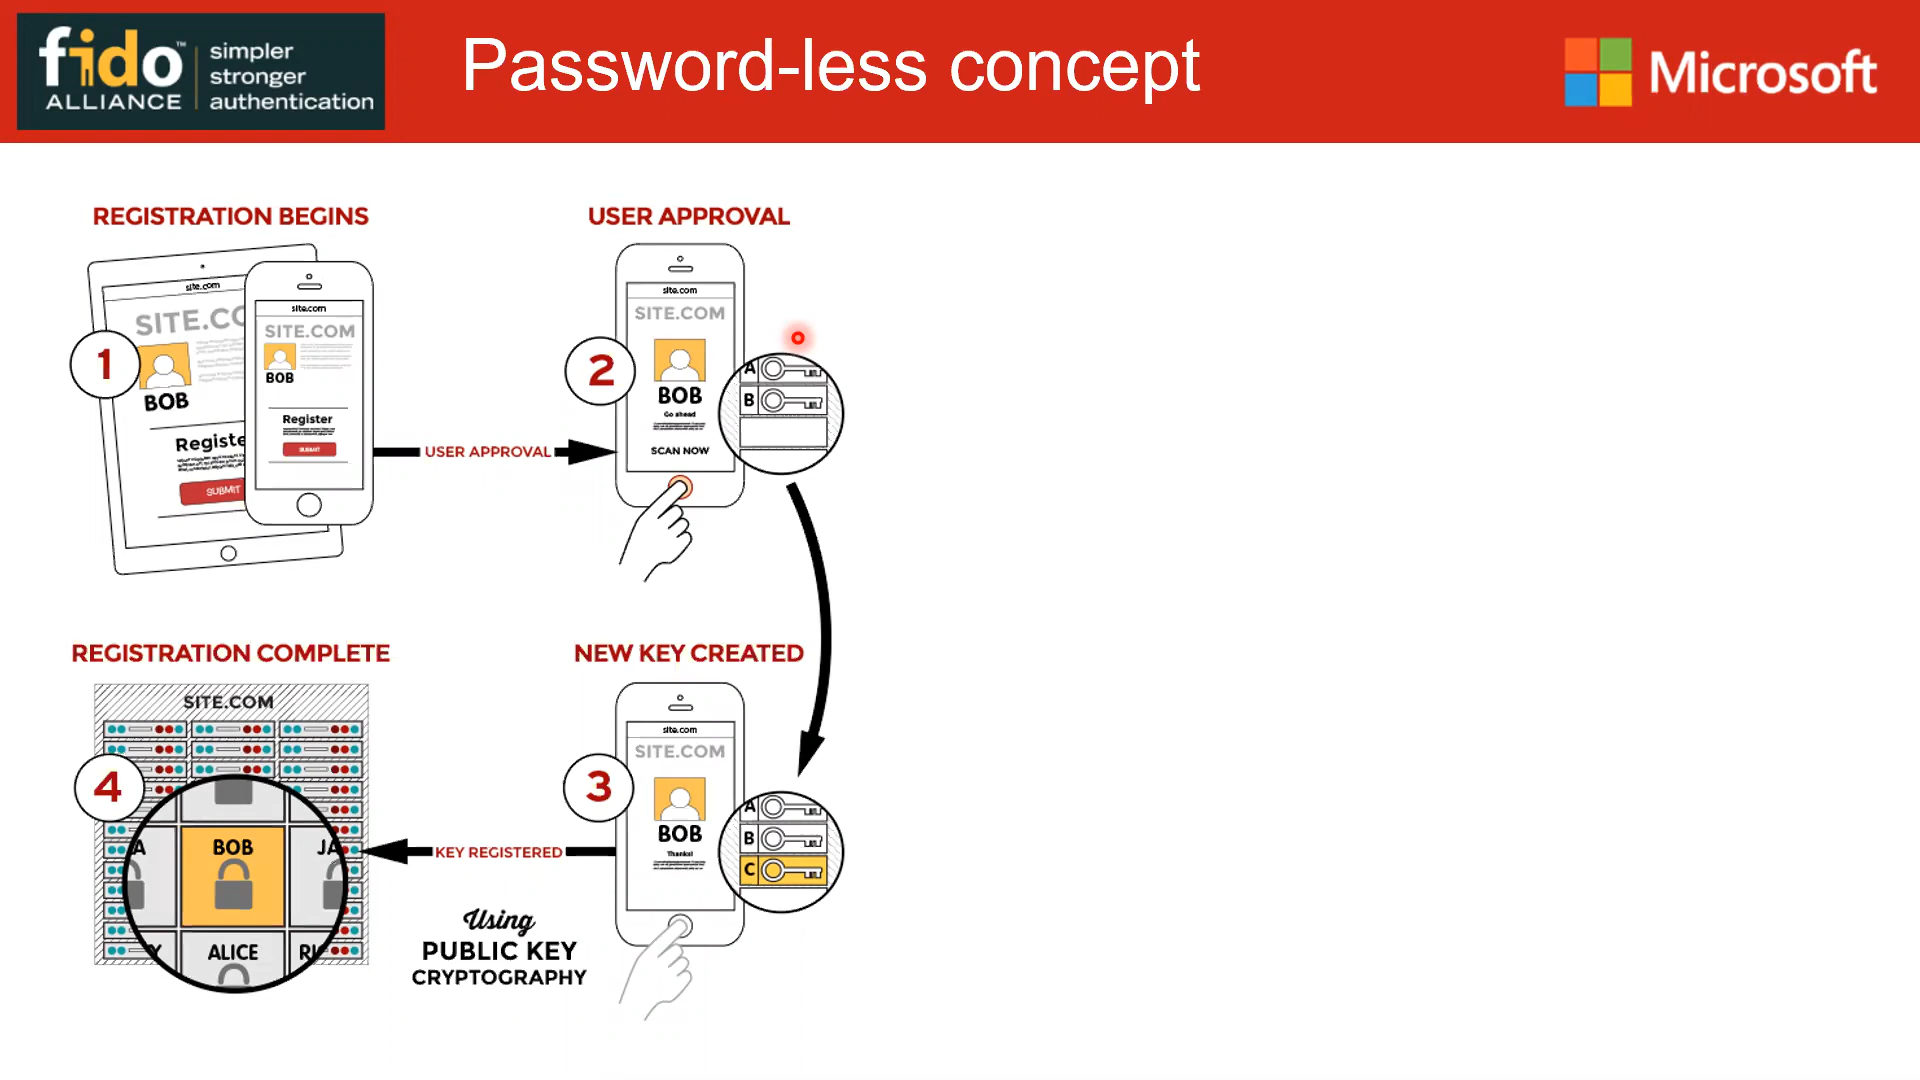 fido™
ALLIANCE
simpler
stronger
authentication
Password-less concept
Microsoft
REGISTRATION BEGINS
site.com
SITE.CO
BOB
Registe
SUBMIT
site.com
SITE.COM
BOB
Register
SUBMIT
1
USER APPROVAL
USER APPROVAL
site.com
SITE.COM
2
BOB
Go ahead
SCAN NOW
A
B
NEW KEY CREATED
site.com
SITE.COM
3
BOB
Thanks!
A
B
C
KEY REGISTERED
Using
PUBLIC KEY
CRYPTOGRAPHY
REGISTRATION COMPLETE
SITE.COM
4
A
BOB
JA
Y
ALICE
RI